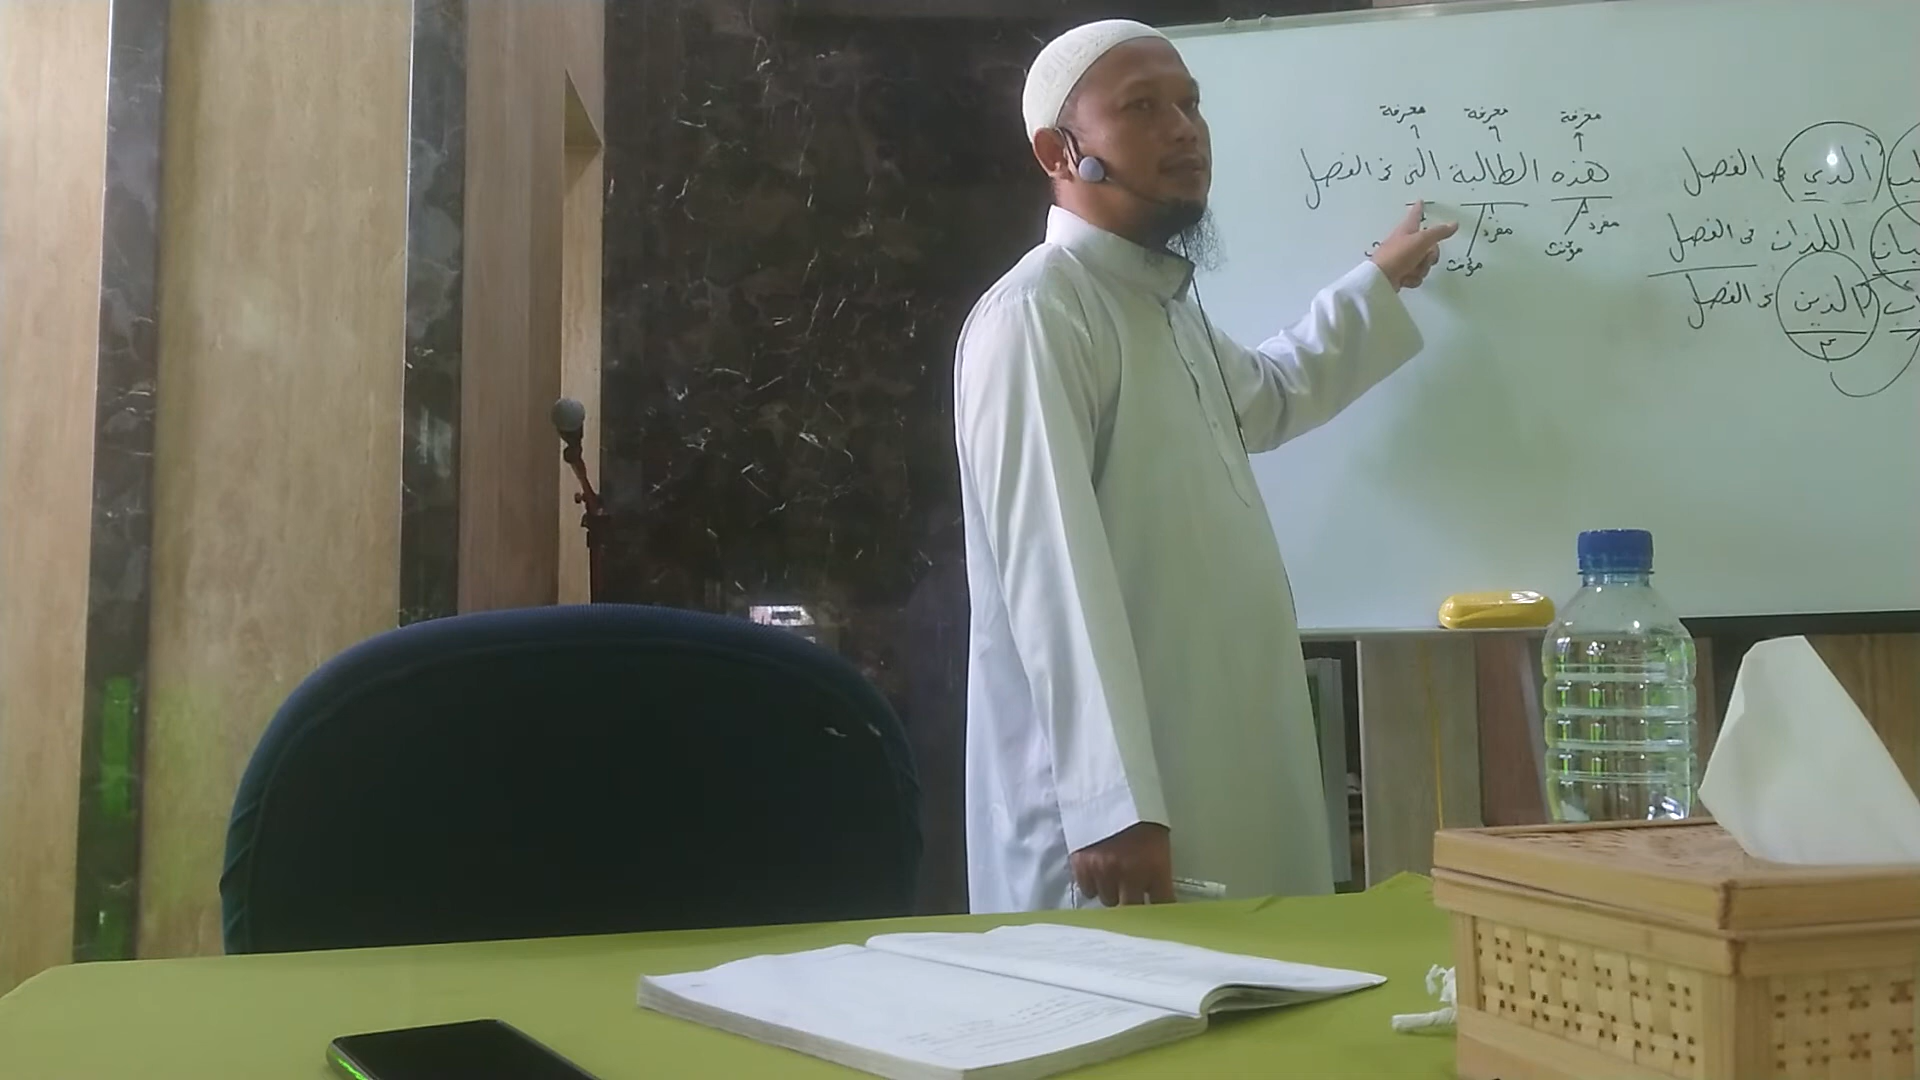 معرفة معرفة معرفة
هذه الطالبة التي في الفصل
مفرد مفرد
مؤنث مؤنث
الذي في الفصل
اللذان في الفصل
الذين في الفصل